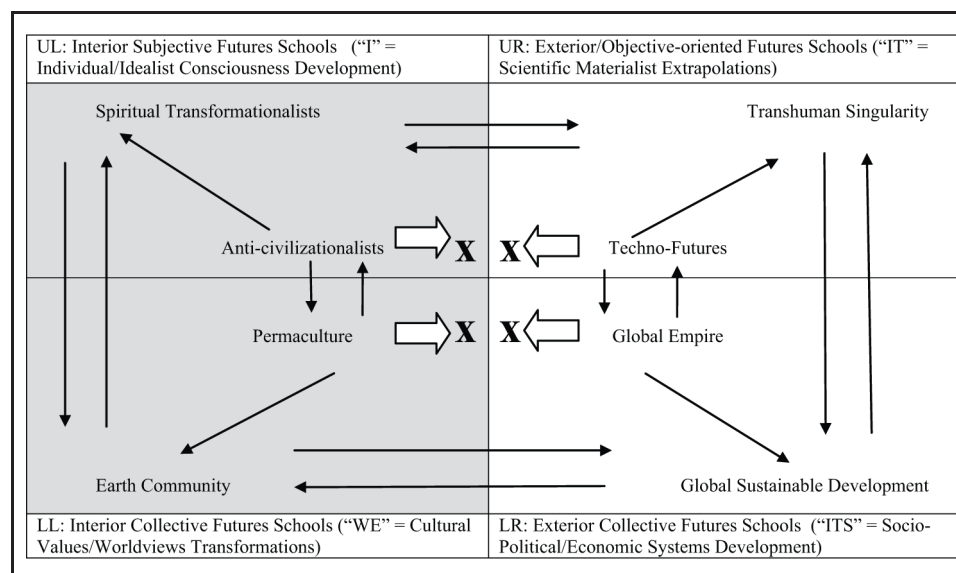 UL: Interior Subjective Futures Schools (“I” =
Individual/Idealist Consciousness Development)
UR: Exterior/Objective-oriented Futures Schools (“IT” =
Scientific Materialist Extrapolations)
Spiritual Transformationalists
Transhuman Singularity
Anti-civilizationalists
X X
Techno-Futures
Permaculture
X X
Global Empire
Earth Community
Global Sustainable Development
LL: Interior Collective Futures Schools (“WE” = Cultural
Values/Worldviews Transformations)
LR: Exterior Collective Futures Schools (“ITS” = Socio-
Political/Economic Systems Development)